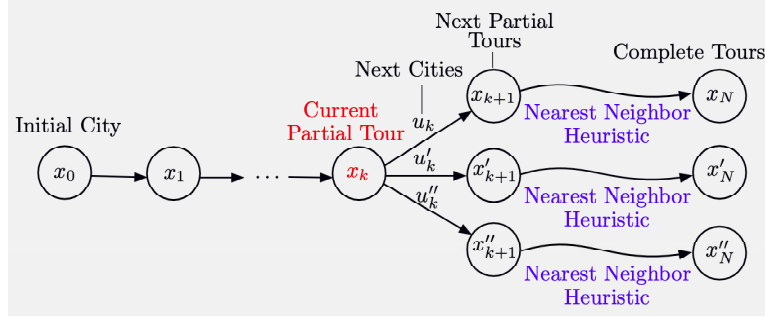 Next Partial
Tours
Complete Tours
Next Cities
Current
Partial Tour
Initial City
x_0
x_1
...
x_k
u_k
u'_k
u''_k
x_{k+1}
Nearest Neighbor
Heuristic
x_N
x'_{k+1}
Nearest Neighbor
Heuristic
x'_N
x''_{k+1}
Nearest Neighbor
Heuristic
x''_N